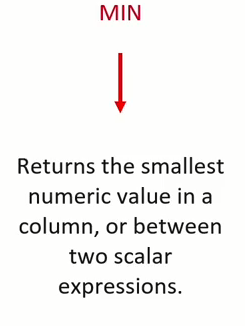 MIN
Returns the smallest
numeric value in a
column, or between
two scalar
expressions.